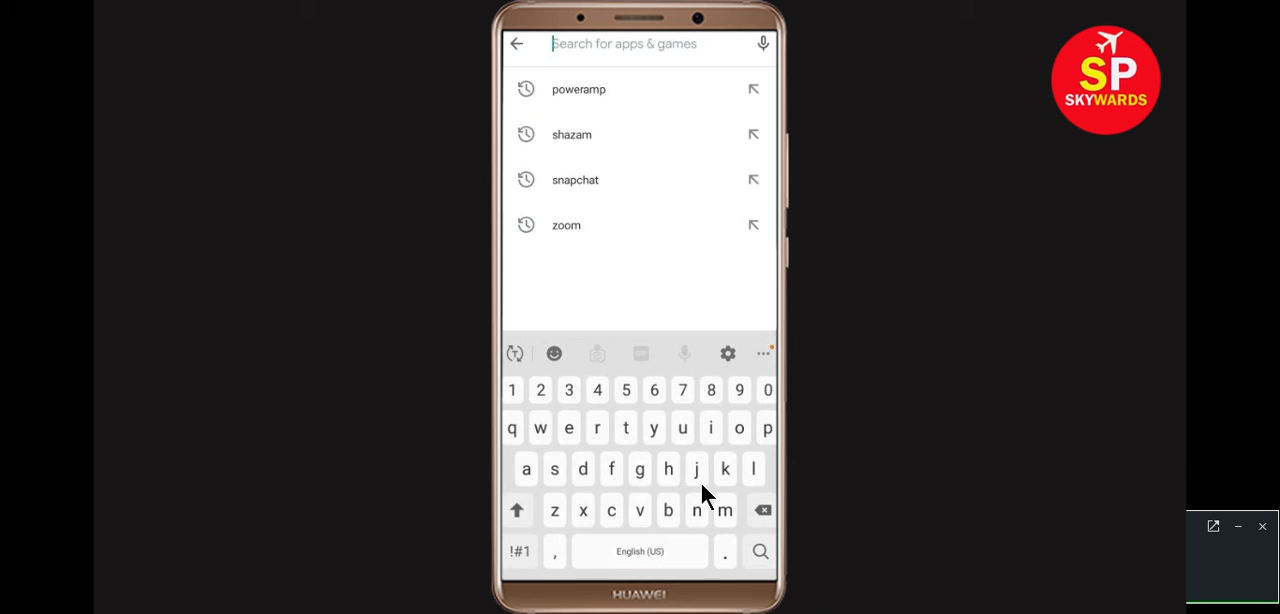 Search for apps & games
poweramp
shazam
snapchat
zoom
GIF
1 2 3 4 5 6 7 8 9 0
q w e r t y u i o p
a s d f g h j k l
z x c v b n m
!#1 , English (US) .
HUAWEI
SP
SKYWARDS